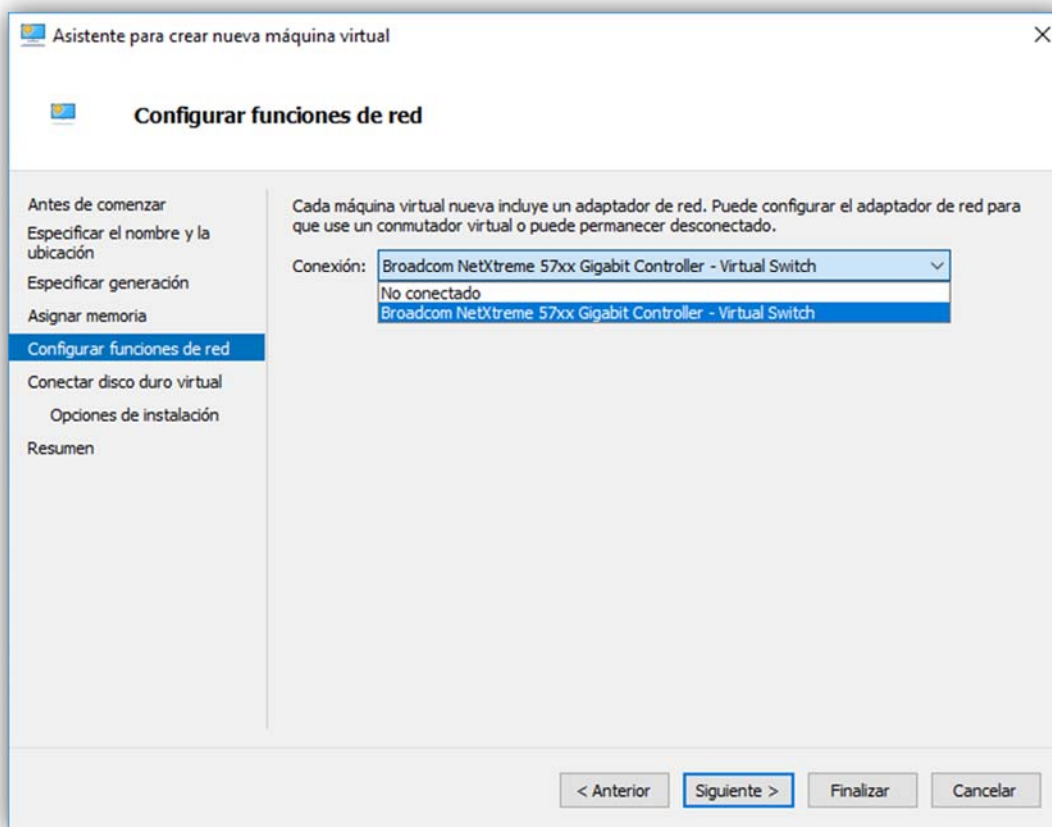 Asistente para crear nueva máquina virtual
Configurar funciones de red
Antes de comenzar
Especificar el nombre y la
ubicación
Especificar generación
Asignar memoria
Configurar funciones de red
Conectar disco duro virtual
Opciones de instalación
Resumen
Cada máquina virtual nueva incluye un adaptador de red. Puede configurar el adaptador de red para
que use un conmutador virtual o puede permanecer desconectado.
Conexión: Broadcom NetXtreme 57xx Gigabit Controller - Virtual Switch
No conectado
Broadcom NetXtreme 57xx Gigabit Controller - Virtual Switch
< Anterior Siguiente > Finalizar Cancelar